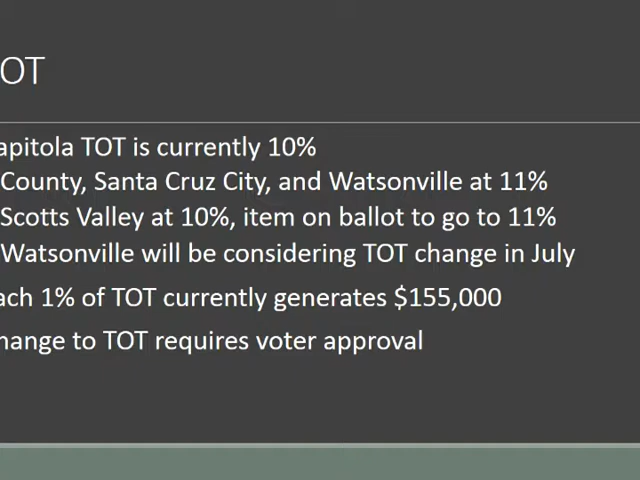 OT
apitola TOT is currently 10%
County, Santa Cruz City, and Watsonville at 11%
Scotts Valley at 10%, item on ballot to go to 11%
Watsonville will be considering TOT change in July
ach 1% of TOT currently generates $155,000
hange to TOT requires voter approval